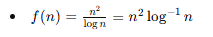 • f(n) = n²/log n = n² log⁻¹ n